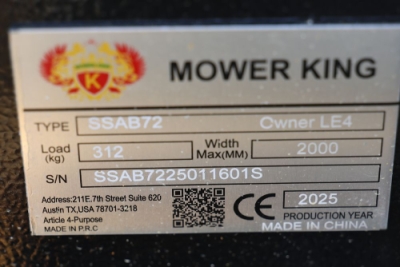 K
MOWER KING
TYPE SSAB72 Owner LE4
Load (kg) 312 Width Max(MM) 2000
S/N SSAB7225011601S
Address:211E.7th Street Suite 620
Austin TX,USA 78701-3218
Article 4-Purpose
MADE IN P.R.C
CE
2025
PRODUCTION YEAR
MADE IN CHINA